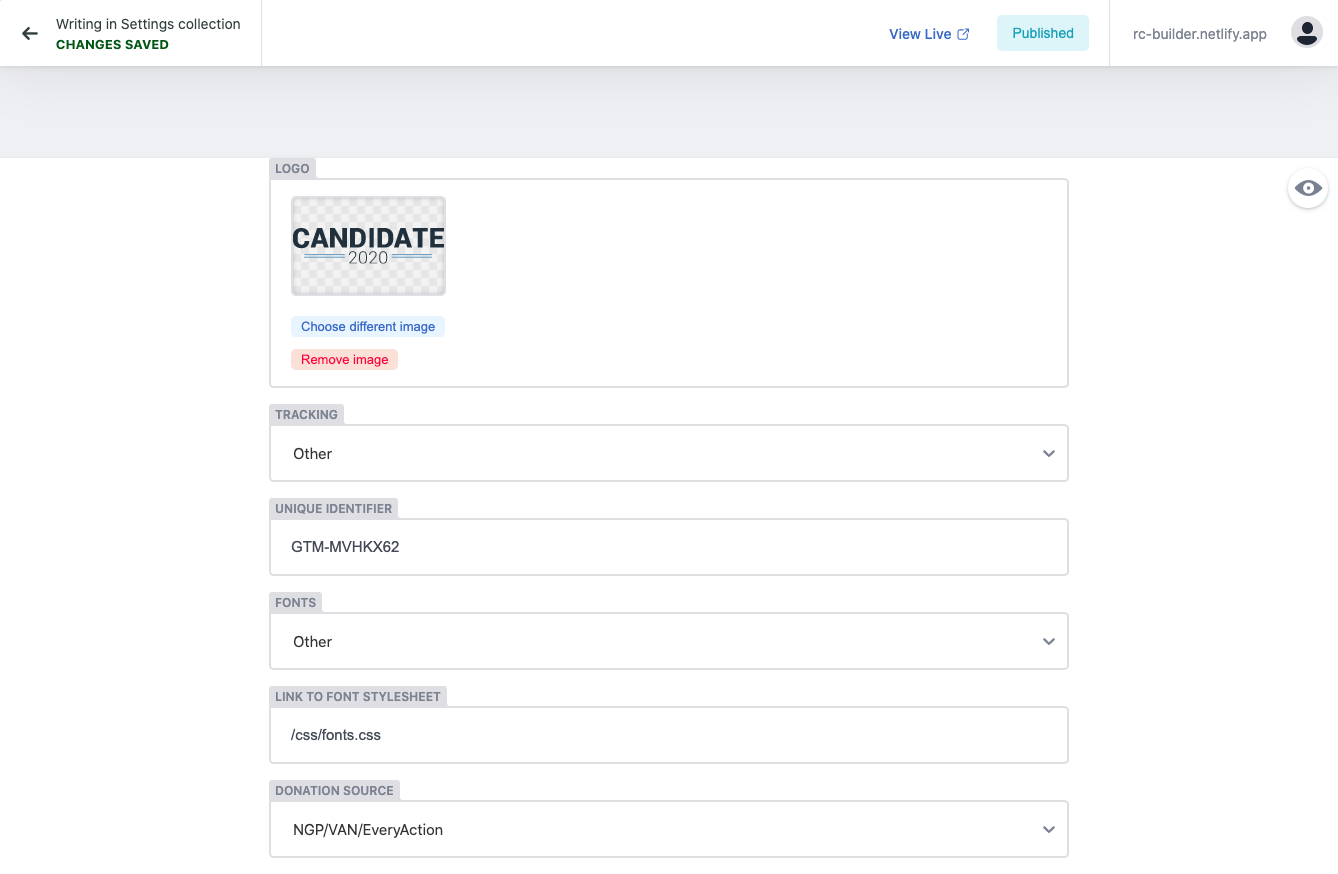 Writing in Settings collection
CHANGES SAVED
View Live
Published
rc-builder.netlify.app
LOGO
CANDIDATE
2020
Choose different image
Remove image
TRACKING
Other
UNIQUE IDENTIFIER
GTM-MVHKX62
FONTS
Other
LINK TO FONT STYLESHEET
/css/fonts.css
DONATION SOURCE
NGP/VAN/EveryAction